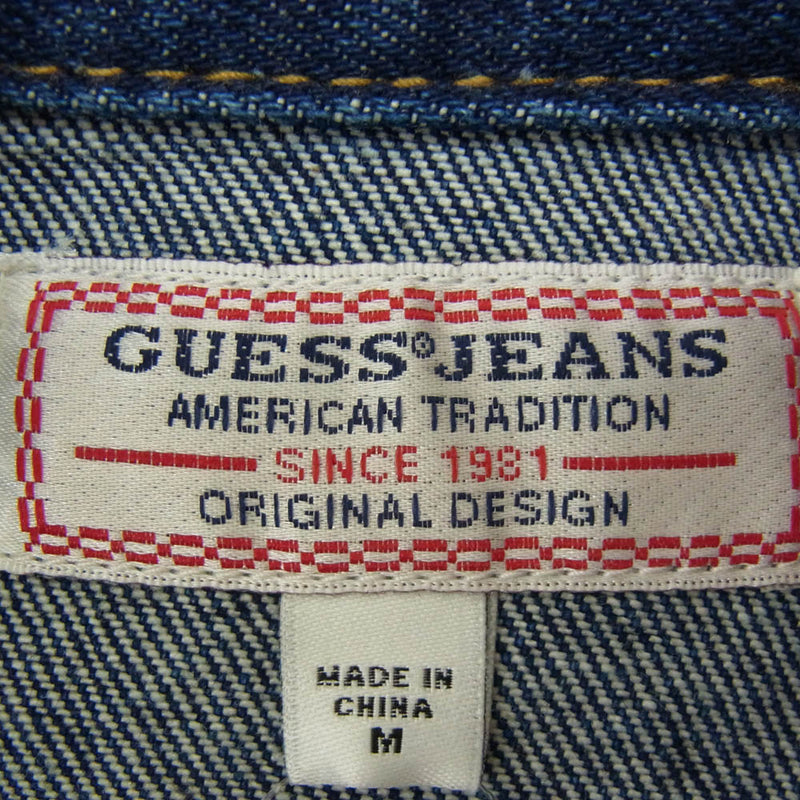 GUESS® JEANS
AMERICAN TRADITION
SINCE 1981
ORIGINAL DESIGN
MADE IN
CHINA
M